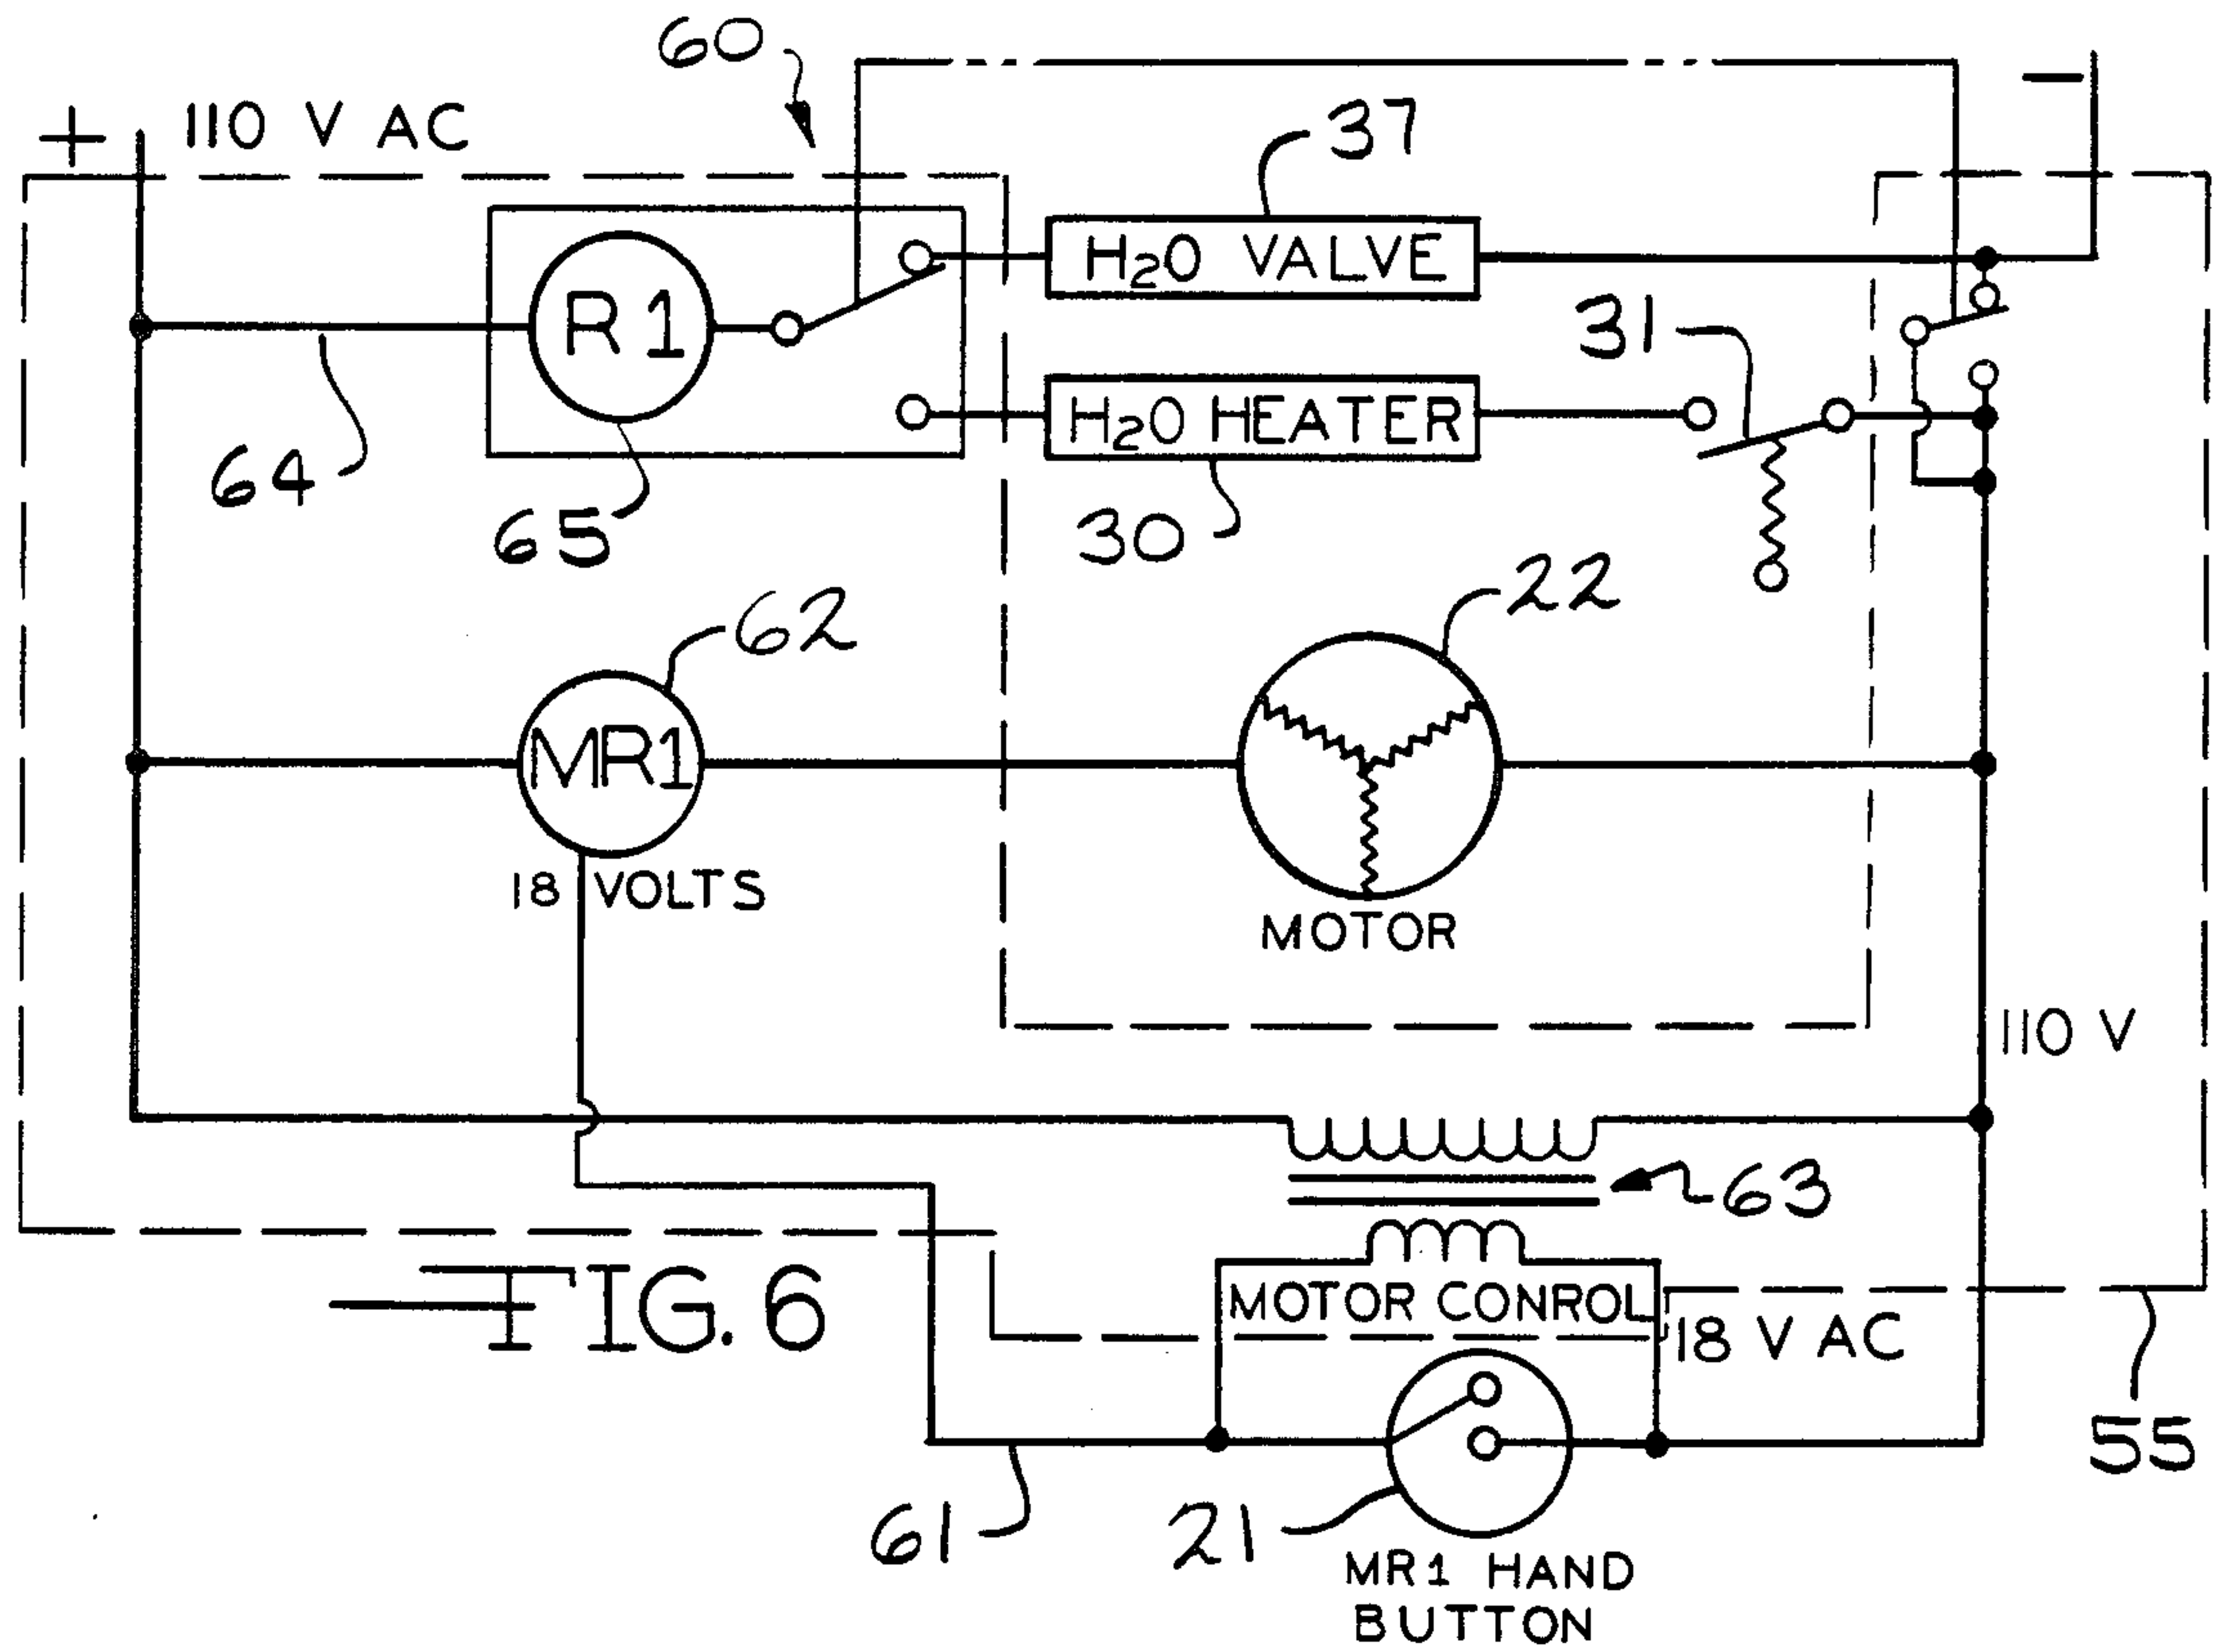 60
+ 110 V AC
−
37
H₂O VALVE
R1
31
64
H₂O HEATER
65
30
62
22
MR1
18 VOLTS
MOTOR
110 V
63
FIG. 6
MOTOR CONROL
18 V AC
55
61
21
MR1 HAND
BUTTON